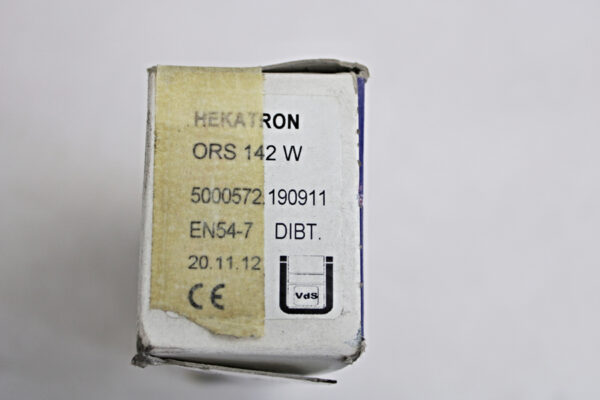 HEKATRON
ORS 142 W
5000572.190911
EN54-7 DIBT.
20.11.12
CE VdS